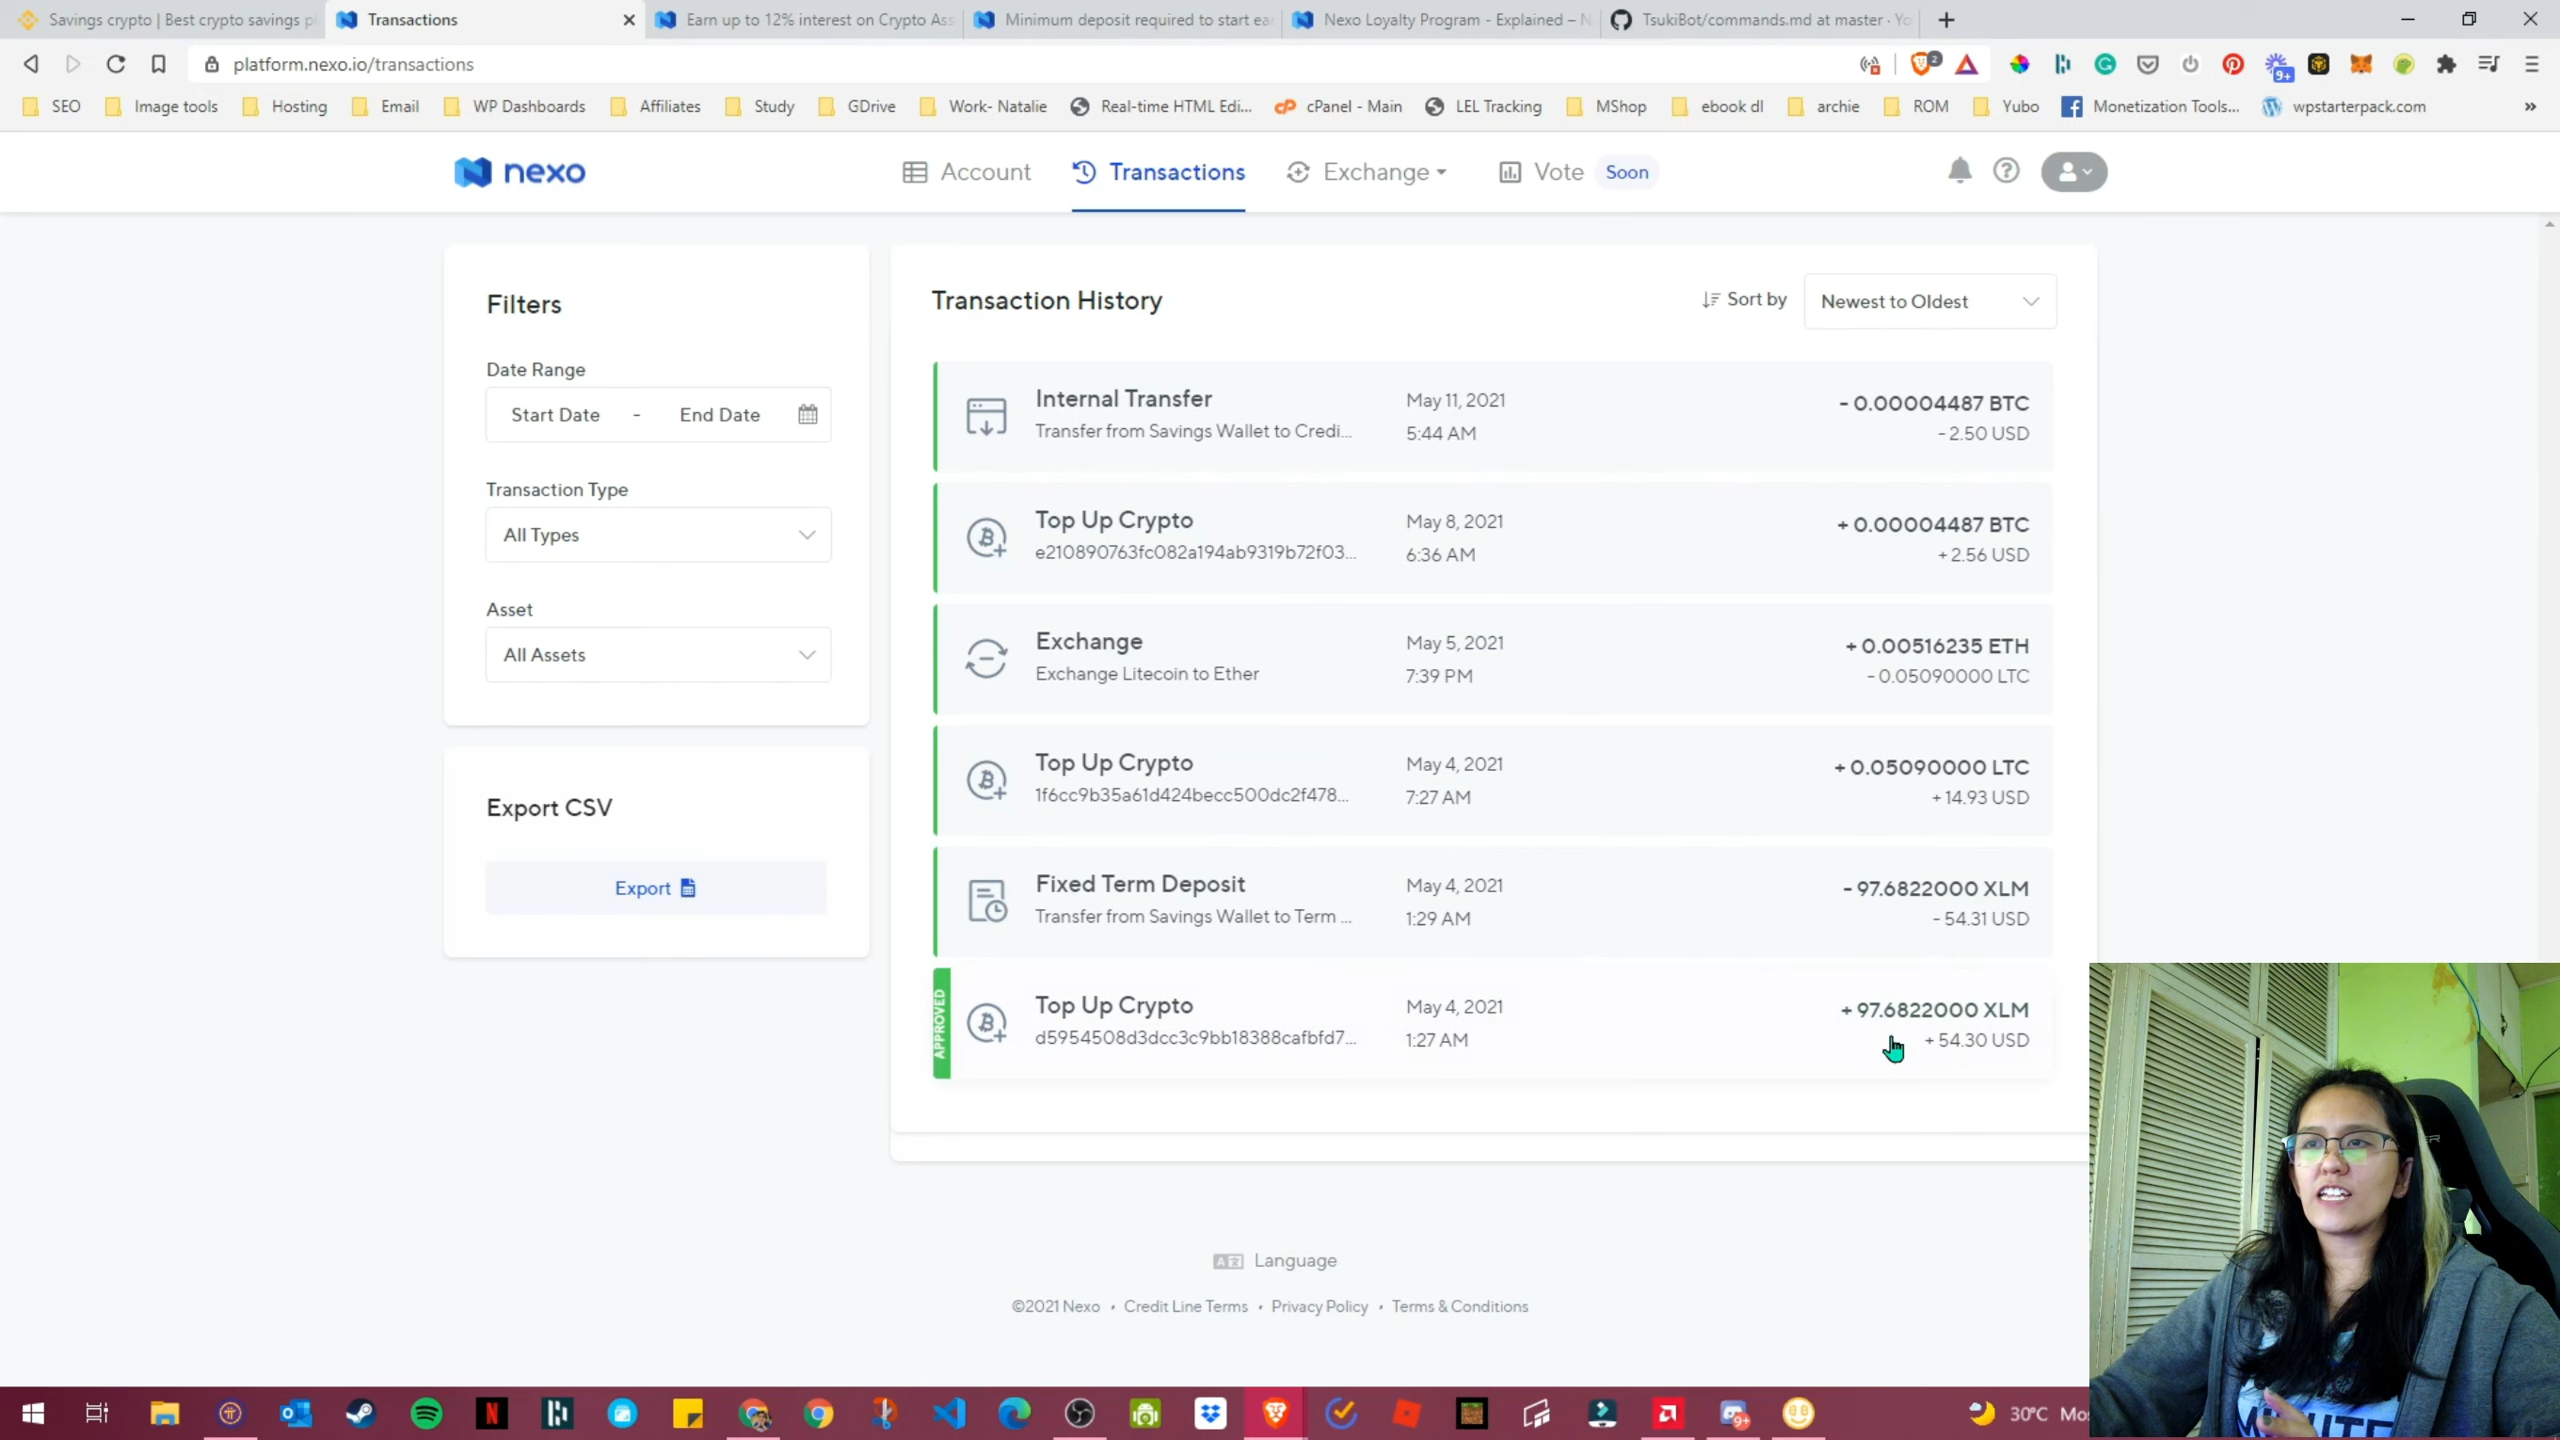 Savings crypto | Best crypto savings p
Transactions
Earn up to 12% interest on Crypto Ass
Minimum deposit required to start ea
Nexo Loyalty Program - Explained – N
TsukiBot/commands.md at master · Yo
platform.nexo.io/transactions
2
9+
SEO
Image tools
Hosting
Email
WP Dashboards
Affiliates
Study
GDrive
Work- Natalie
Real-time HTML Edi...
cPanel - Main
LEL Tracking
MShop
ebook dl
archie
ROM
Yubo
Monetization Tools...
wpstarterpack.com
»
nexo
Account
Transactions
Exchange
Vote
Soon
Filters
Date Range
Start Date - End Date
Transaction Type
All Types
Asset
All Assets
Export CSV
Export
Transaction History
Sort by
Newest to Oldest
Internal Transfer
Transfer from Savings Wallet to Credi...
May 11, 2021
5:44 AM
- 0.00004487 BTC
- 2.50 USD
Top Up Crypto
e210890763fc082a194ab9319b72f03...
May 8, 2021
6:36 AM
+ 0.00004487 BTC
+ 2.56 USD
Exchange
Exchange Litecoin to Ether
May 5, 2021
7:39 PM
+ 0.00516235 ETH
- 0.05090000 LTC
Top Up Crypto
1f6cc9b35a61d424becc500dc2f478...
May 4, 2021
7:27 AM
+ 0.05090000 LTC
+ 14.93 USD
Fixed Term Deposit
Transfer from Savings Wallet to Term ...
May 4, 2021
1:29 AM
- 97.6822000 XLM
- 54.31 USD
APPROVED
Top Up Crypto
d5954508d3dcc3c9bb18388cafbfd7...
May 4, 2021
1:27 AM
+ 97.6822000 XLM
+ 54.30 USD
Language
©2021 Nexo • Credit Line Terms • Privacy Policy • Terms & Conditions
9+
30°C Mos